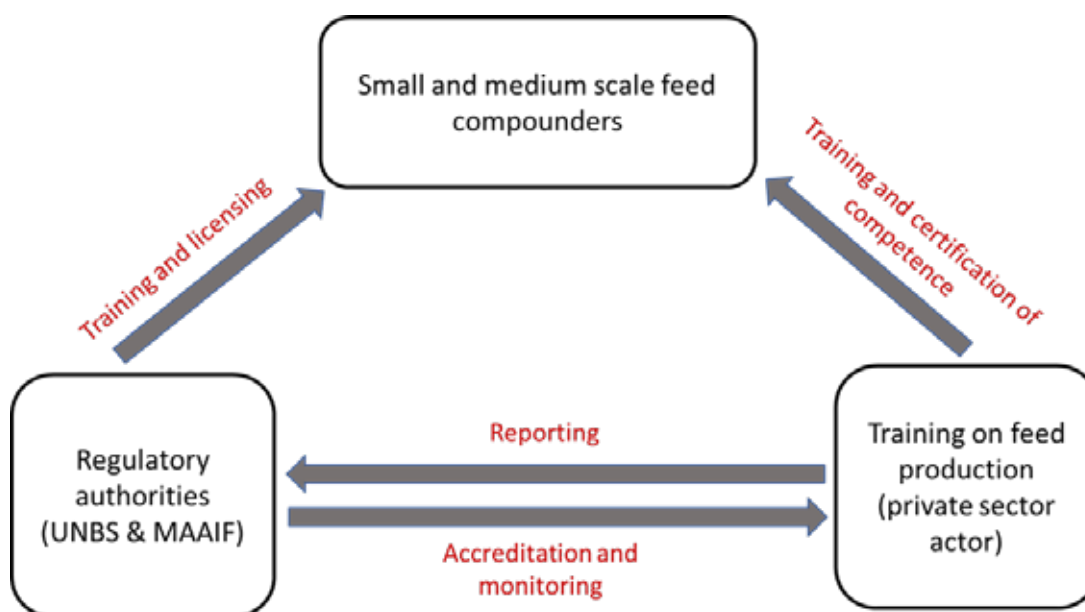 Small and medium scale feed
compounders
Training and licensing
Training and certification of
competence
Regulatory
authorities
(UNBS & MAAIF)
Reporting
Accreditation and
monitoring
Training on feed
production
(private sector
actor)